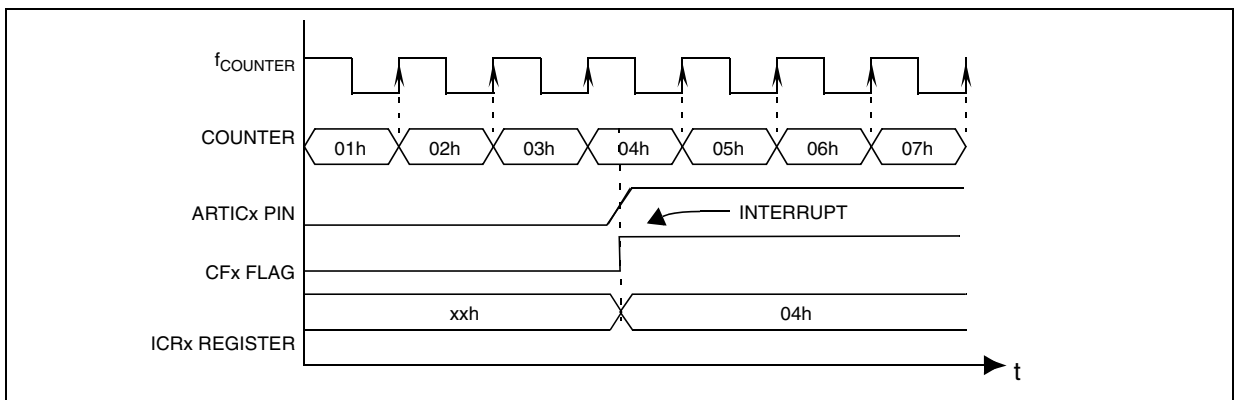 fCOUNTER
COUNTER
01h 02h 03h 04h 05h 06h 07h
ARTICx PIN
INTERRUPT
CFx FLAG
xxh 04h
ICRx REGISTER
t